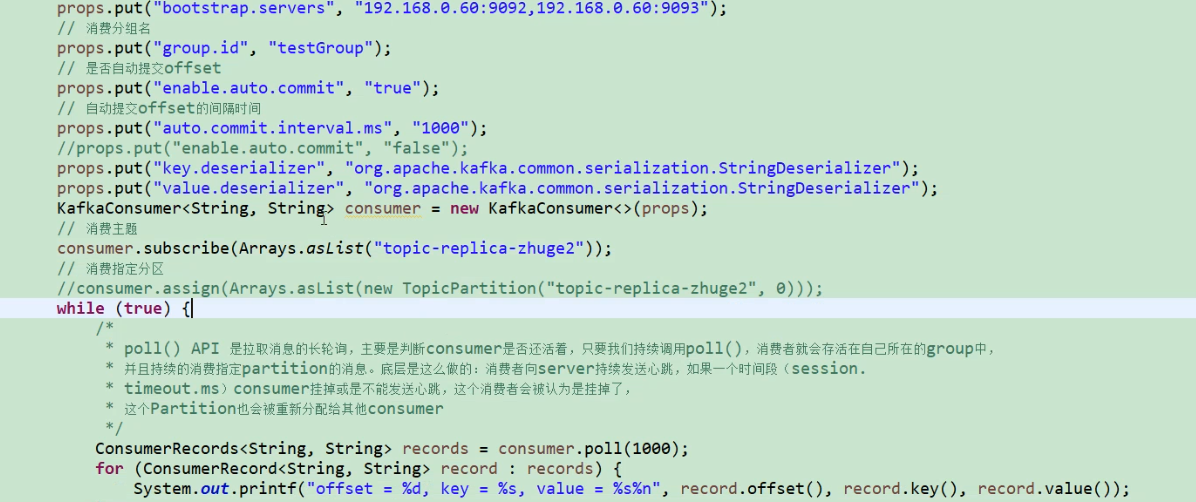 props.put("bootstrap.servers", "192.168.0.60:9092,192.168.0.60:9093");
// 消费分组名
props.put("group.id", "testGroup");
// 是否自动提交offset
props.put("enable.auto.commit", "true");
// 自动提交offset的间隔时间
props.put("auto.commit.interval.ms", "1000");
//props.put("enable.auto.commit", "false");
props.put("key.deserializer", "org.apache.kafka.common.serialization.StringDeserializer");
props.put("value.deserializer", "org.apache.kafka.common.serialization.StringDeserializer");
KafkaConsumer<String, String> consumer = new KafkaConsumer<>(props);
// 消费主题
consumer.subscribe(Arrays.asList("topic-replica-zhuge2"));
// 消费指定分区
//consumer.assign(Arrays.asList(new TopicPartition("topic-replica-zhuge2", 0)));
while (true) {
/*
* poll() API 是拉取消息的长轮询，主要是判断consumer是否还活着，只要我们持续调用poll()，消费者就会存活在自己所在的group中，
* 并且持续的消费指定partition的消息。底层是这么做的：消费者向server持续发送心跳，如果一个时间段（session.
* timeout.ms）consumer挂掉或是不能发送心跳，这个消费者会被认为是挂掉了，
* 这个Partition也会被重新分配给其他consumer
*/
ConsumerRecords<String, String> records = consumer.poll(1000);
for (ConsumerRecord<String, String> record : records) {
System.out.printf("offset = %d, key = %s, value = %s%n", record.offset(), record.key(), record.value());